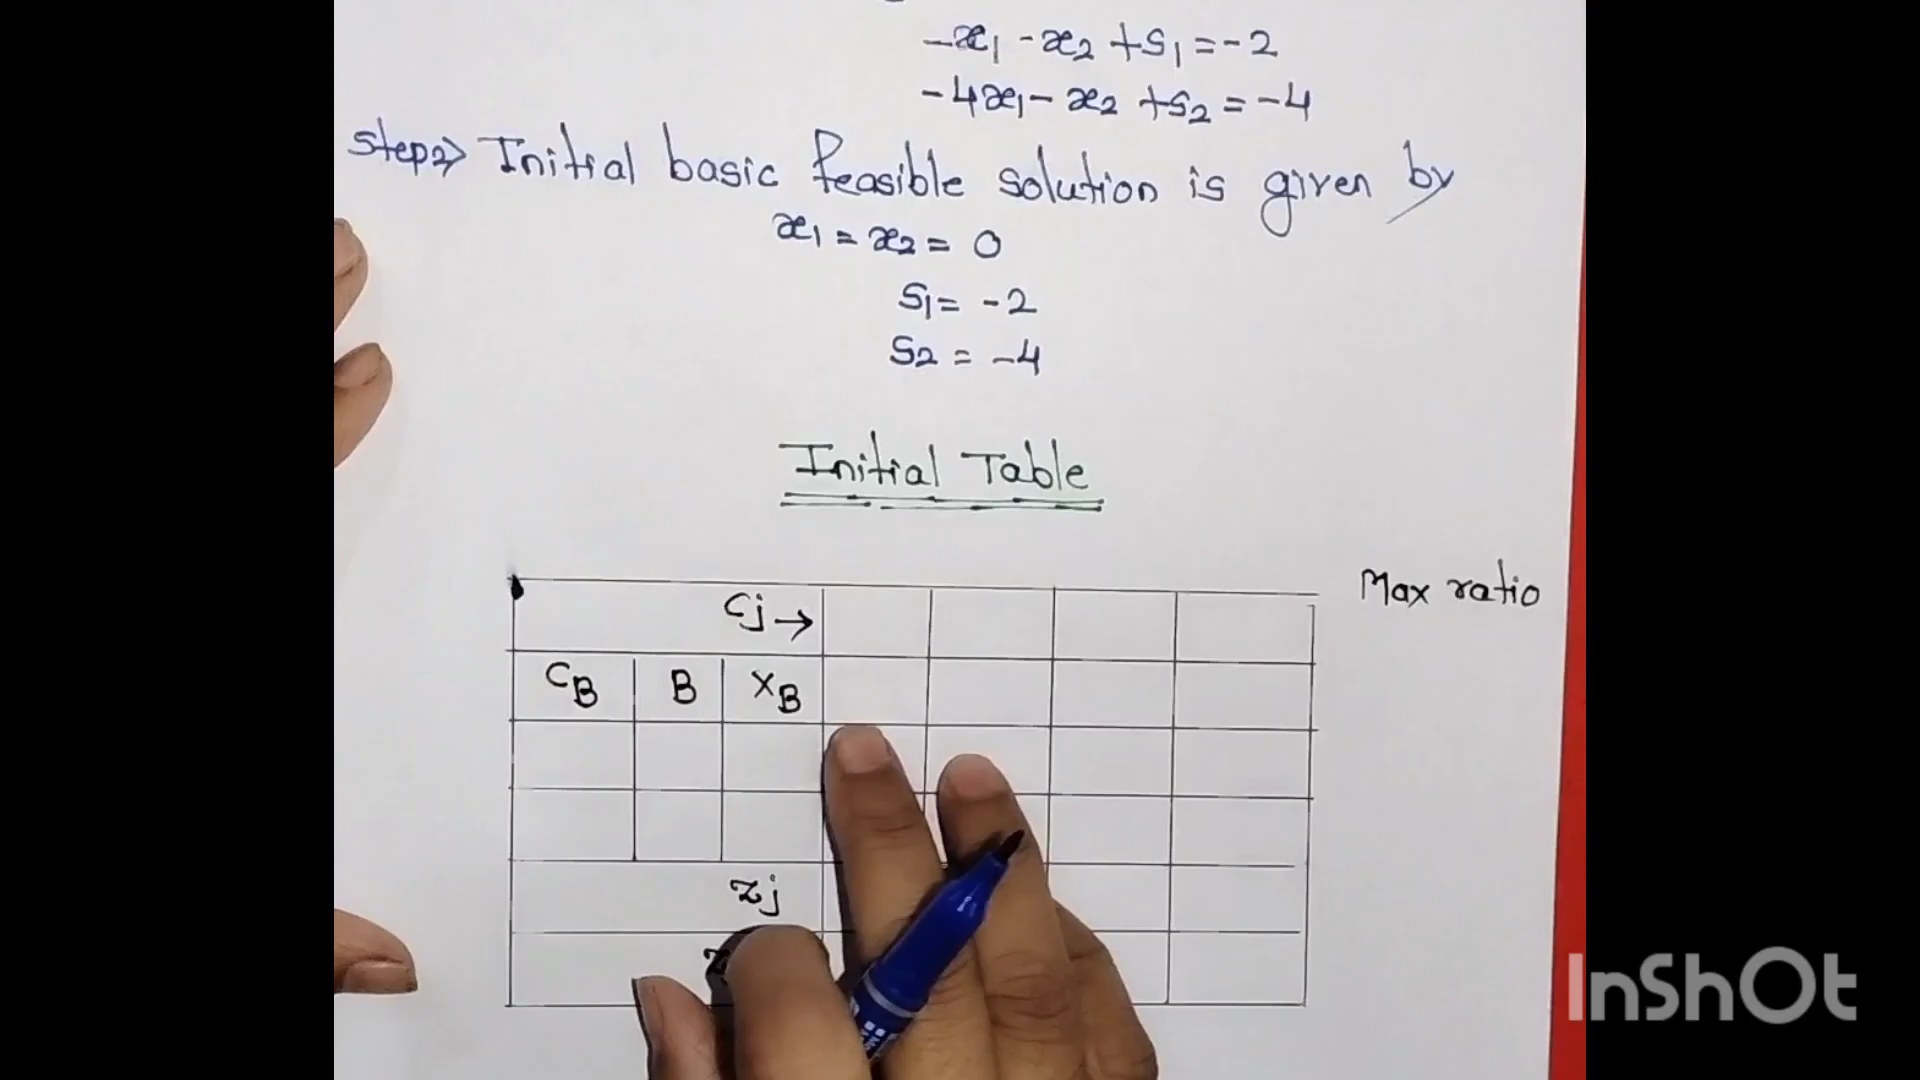 -x1 - x2 + s1 = -2
-4x1 - x2 + s2 = -4
Step2> Initial basic feasible solution is given by
x1 = x2 = 0
s1 = -2
s2 = -4
Initial Table
Max ratio
Cj →
CB B XB
zj
InShOt